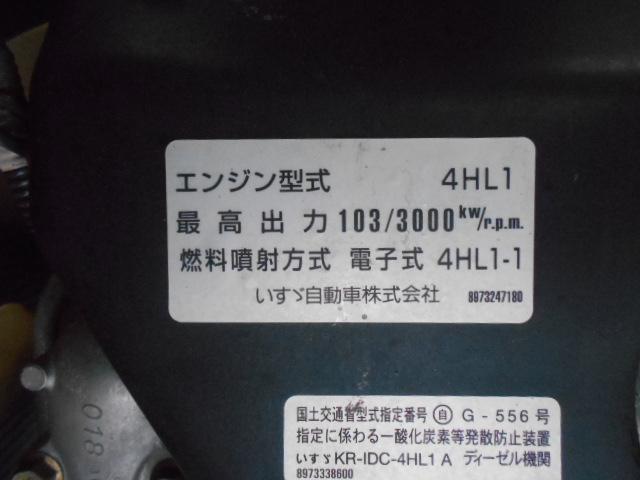 エンジン型式 4HL1
最高出力 103/3000 kw/r.p.m.
燃料噴射方式 電子式 4HL1-1
いすゞ自動車株式会社 8973247180
国土交通省型式指定番号 自 G-556号
指定に係わる一酸化炭素等発散防止装置
いすゞ KR-IDC-4HL1 A ディーゼル機関
8973338600
018